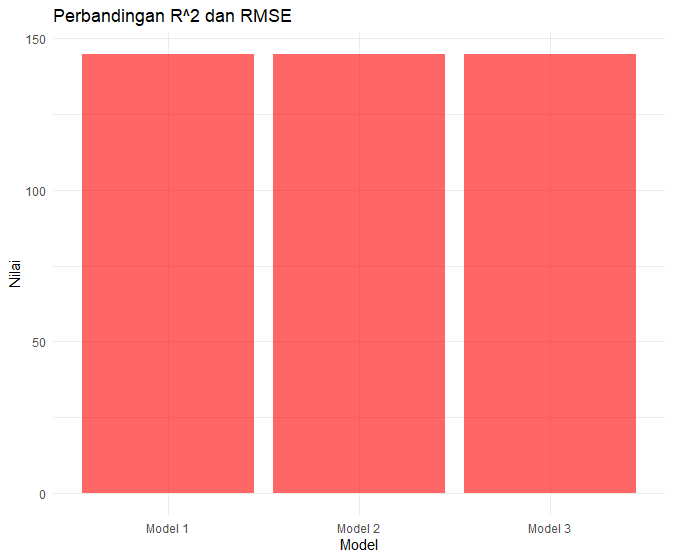 Perbandingan R^2 dan RMSE
150
100
50
0
Nilai
Model 1
Model 2
Model 3
Model